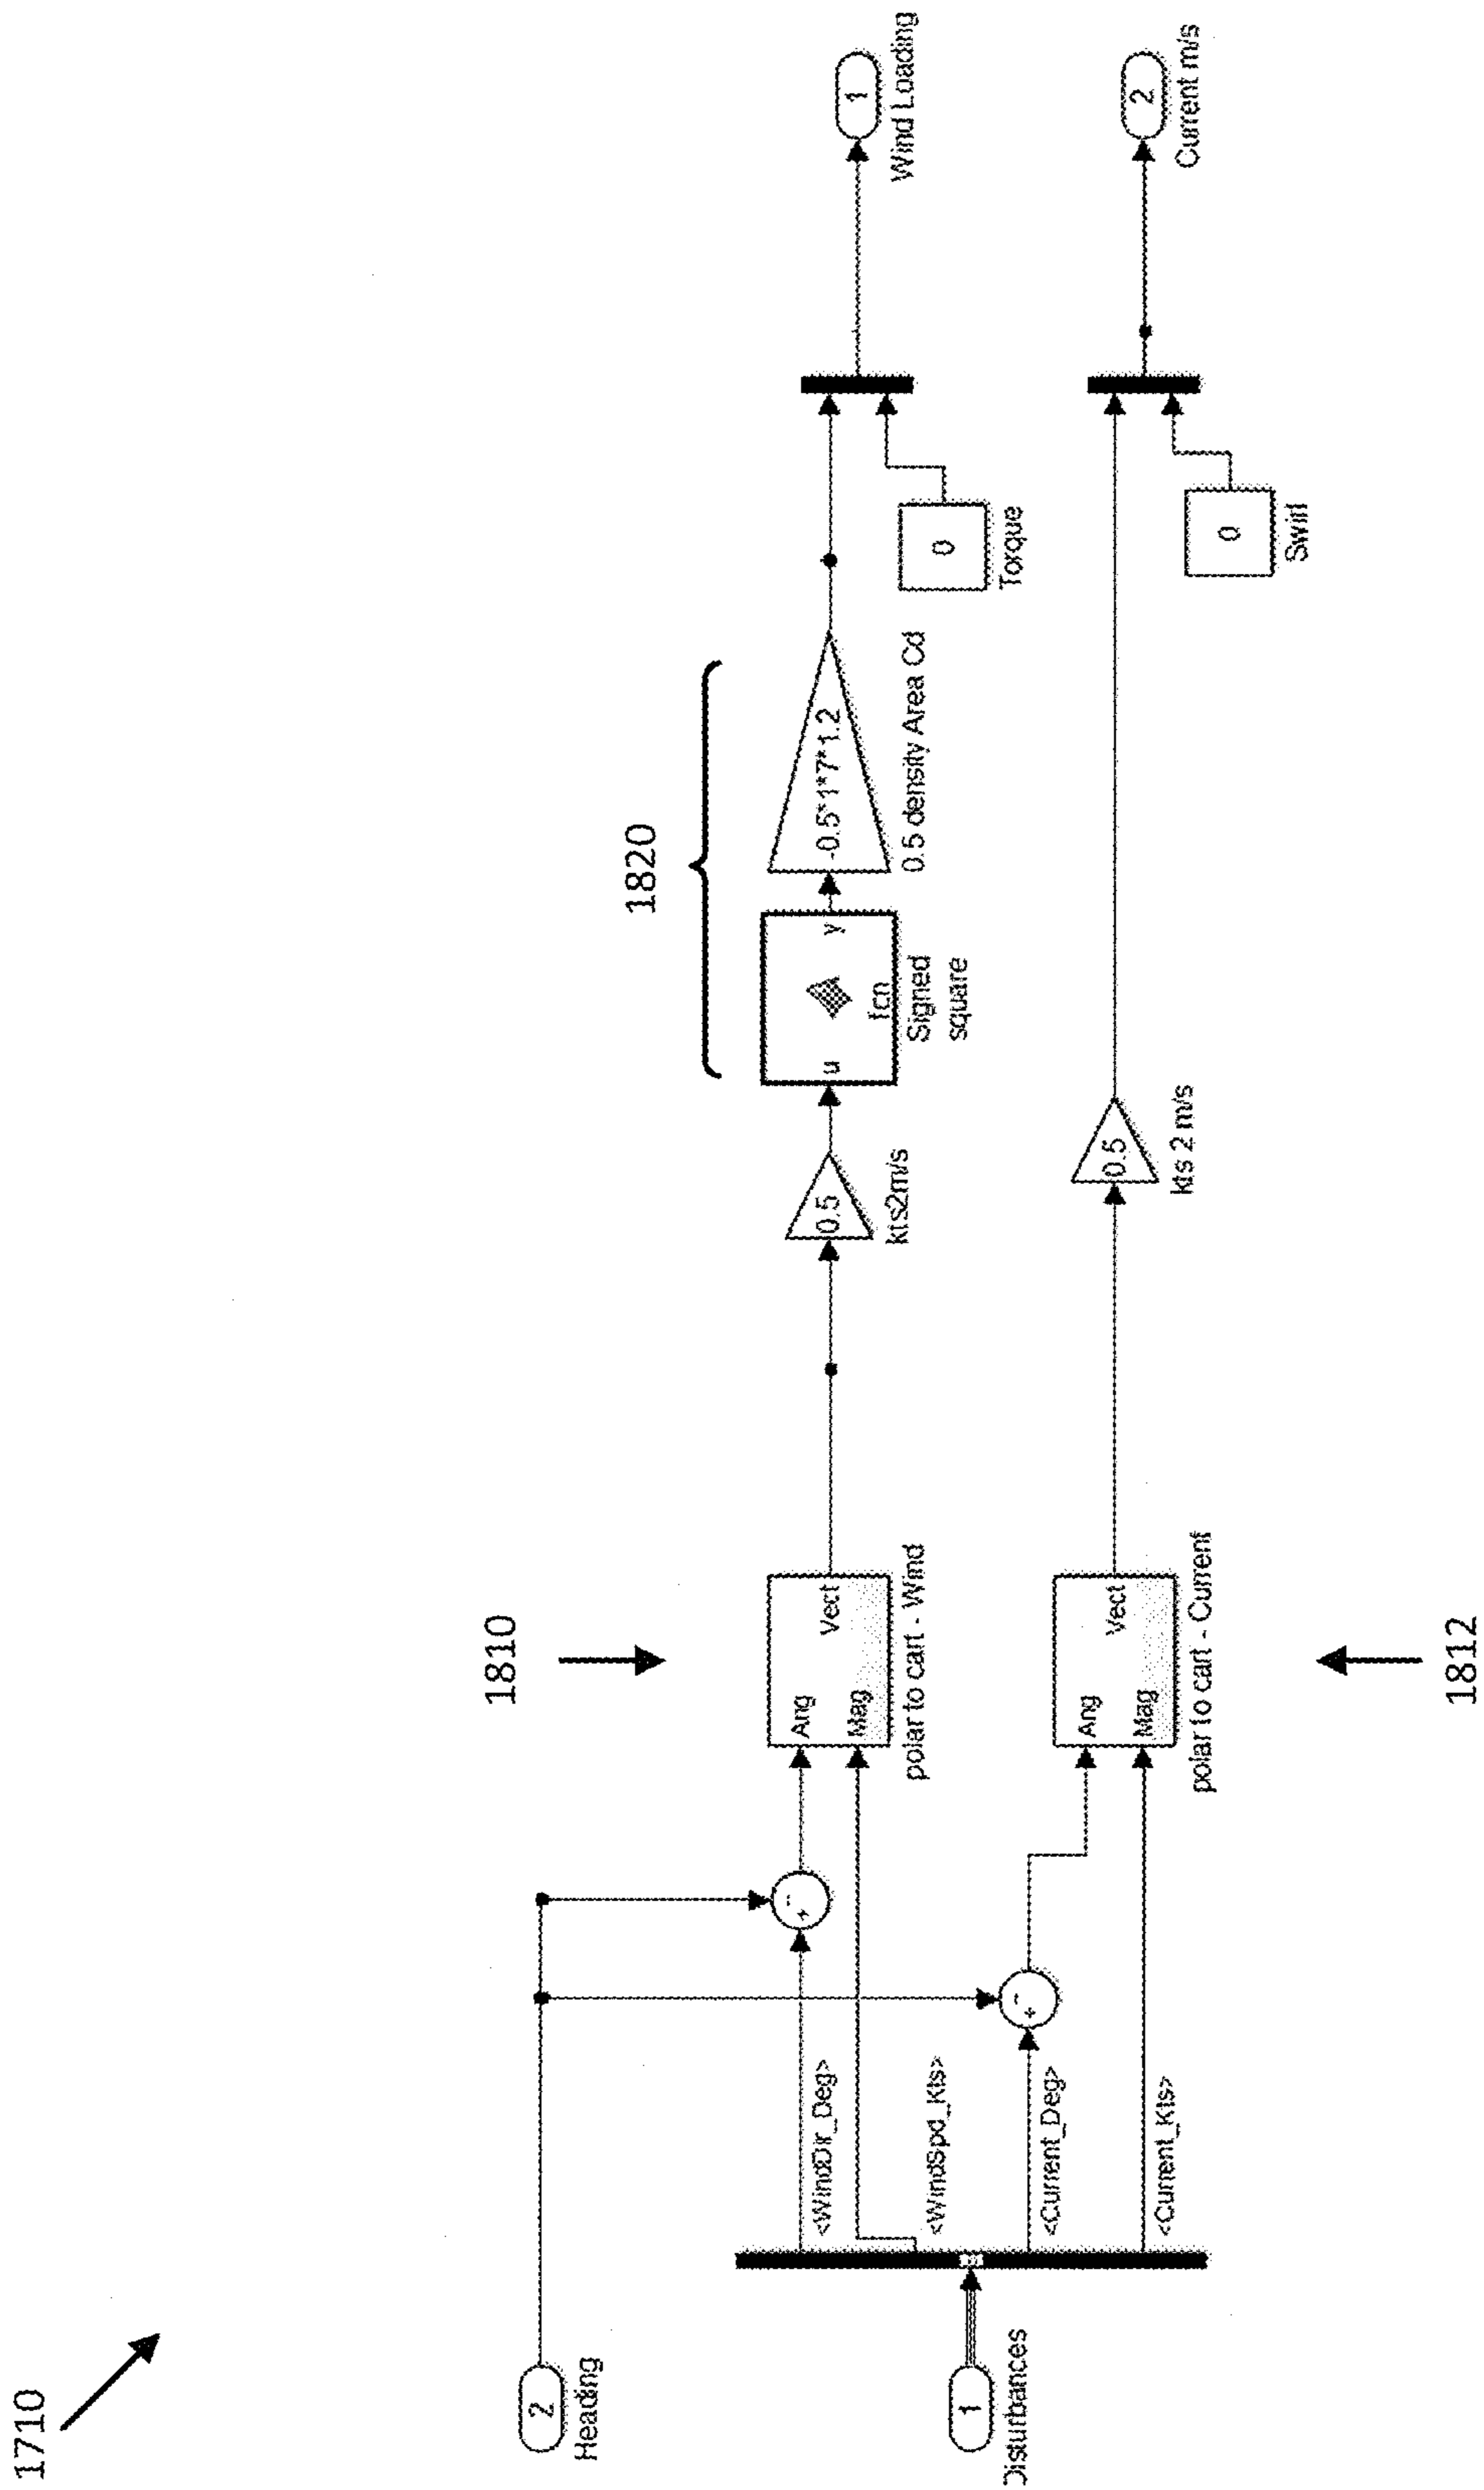 1710
2
Heading
1
Disturbances
<WindDir_Deg>
<WindSpd_Kts>
<Current_Deg>
<Current_Kts>
+ -
+ -
1810
Ang
Mag
Vect
polar to cart - Wind
Ang
Mag
Vect
polar to cart - Current
1812
0.5
kts2m/s
0.5
kts 2 m/s
1820
u
y
fcn
Signed
square
-0.5*1*7*1.2
0.5 density Area Cd
0
Torque
0
Swirl
1
Wind Loading
2
Current m/s